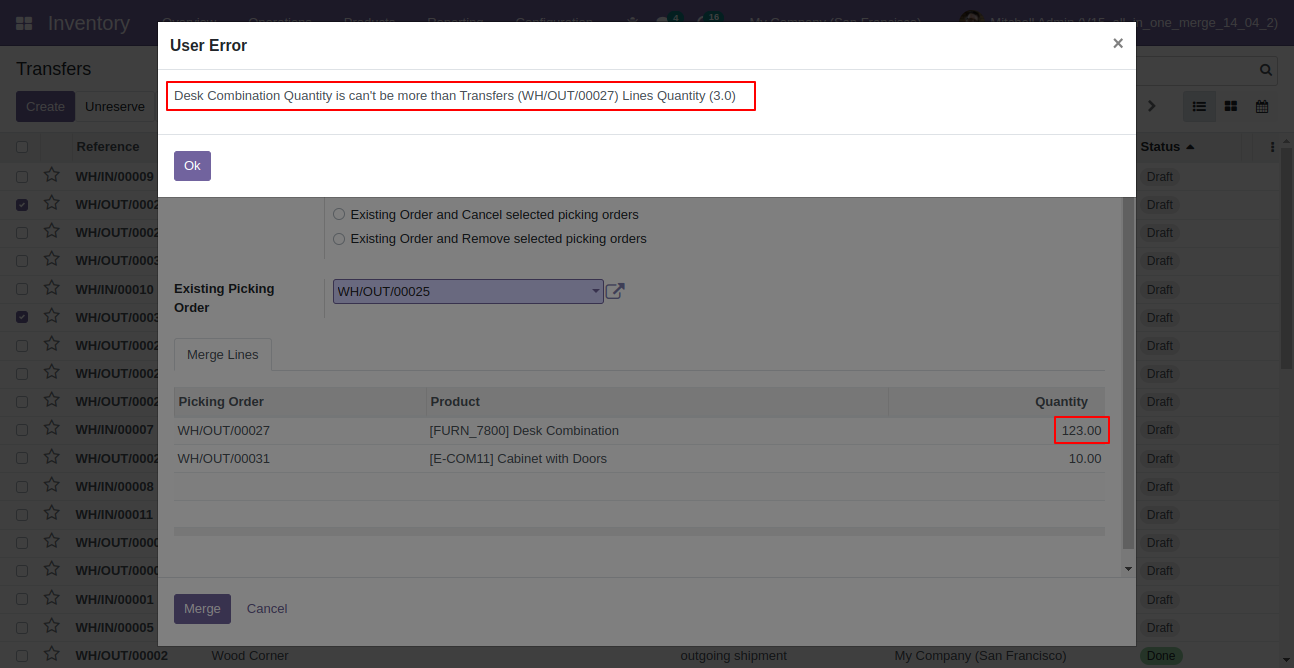 Inventory
4
16
User Error
×
n_one_merge_14_04_2)
Transfers
Desk Combination Quantity is can't be more than Transfers (WH/OUT/00027) Lines Quantity (3.0)
Create
Unreserve
Ok
Reference
Status
WH/IN/00009
Draft
WH/OUT/0002
Draft
Existing Order and Cancel selected picking orders
WH/OUT/0002
Existing Order and Remove selected picking orders
Draft
WH/OUT/0003
Draft
WH/IN/00010
Existing Picking
Order
WH/OUT/00025
Draft
WH/OUT/0003
Draft
WH/OUT/0002
Merge Lines
Draft
WH/OUT/0002
Draft
WH/OUT/0002
Picking Order
Product
Quantity
Draft
WH/IN/00007
WH/OUT/00027
[FURN_7800] Desk Combination
123.00
Draft
WH/OUT/0002
WH/OUT/00031
[E-COM11] Cabinet with Doors
10.00
Draft
WH/IN/00008
Draft
WH/IN/00011
Draft
WH/OUT/0000
Draft
WH/OUT/0000
Draft
WH/IN/00001
Merge
Cancel
Draft
WH/IN/00005
Draft
WH/OUT/00002
Wood Corner
outgoing shipment
My Company (San Francisco)
Done